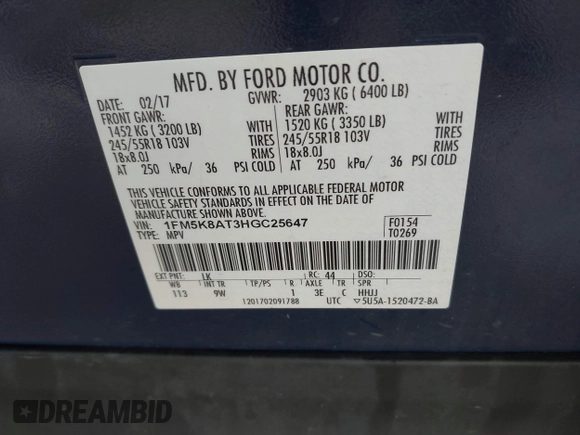 MFD. BY FORD MOTOR CO.
DATE: 02/17 GVWR: 2903 KG ( 6400 LB)
FRONT GAWR: REAR GAWR:
1452 KG ( 3200 LB) WITH 1520 KG ( 3350 LB) WITH
245/55R18 103V TIRES 245/55R18 103V TIRES
18x8.0J RIMS 18x8.0J RIMS
AT 250 kPa/ 36 PSI COLD AT 250 kPa/ 36 PSI COLD
THIS VEHICLE CONFORMS TO ALL APPLICABLE FEDERAL MOTOR
VEHICLE SAFETY STANDARDS IN EFFECT ON THE DATE OF
MANUFACTURE SHOWN ABOVE.
VIN: 1FM5K8AT3HGC25647 F0154
TYPE: MPV T0269
EXT PNT: LK RC: 44 DSO:
WB INT TR TP/PS R AXLE TR SPR
113 9W 1 3E C HHJJ
1201702091788 UTC ▽5U5A-1520472-BA
DREAMBID